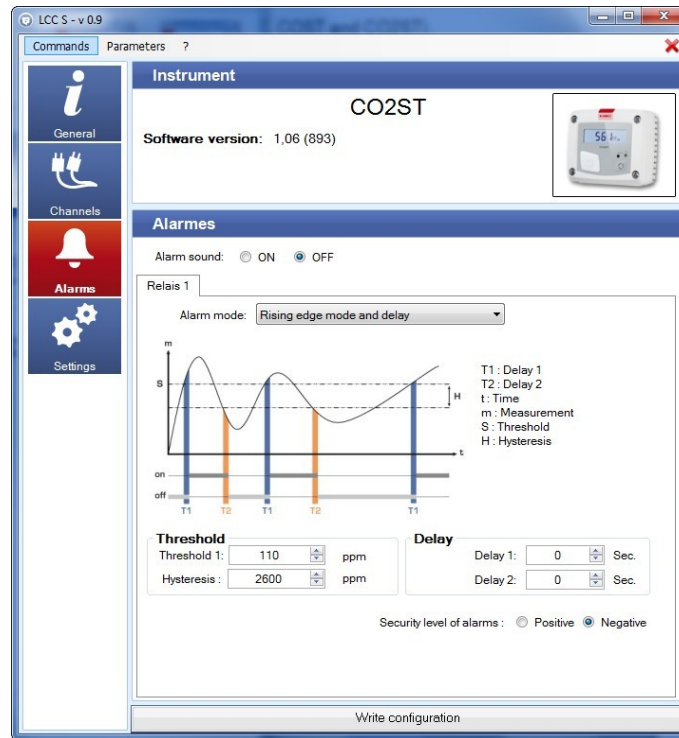 LCC S - v 0.9
Commands Parameters ?
General
Channels
Alarms
Settings
Instrument
CO2ST
Software version: 1,06 (893)
Alarmes
Alarm sound: ON OFF
Relais 1
Alarm mode: Rising edge mode and delay
m
S
H
t
on
off
T1 T2 T1 T2 T1
T1 : Delay 1
T2 : Delay 2
t : Time
m : Measurement
S : Threshold
H : Hysteresis
Threshold
Threshold 1: 110 ppm
Hysteresis : 2600 ppm
Delay
Delay 1: 0 Sec.
Delay 2: 0 Sec.
Security level of alarms : Positive Negative
Write configuration